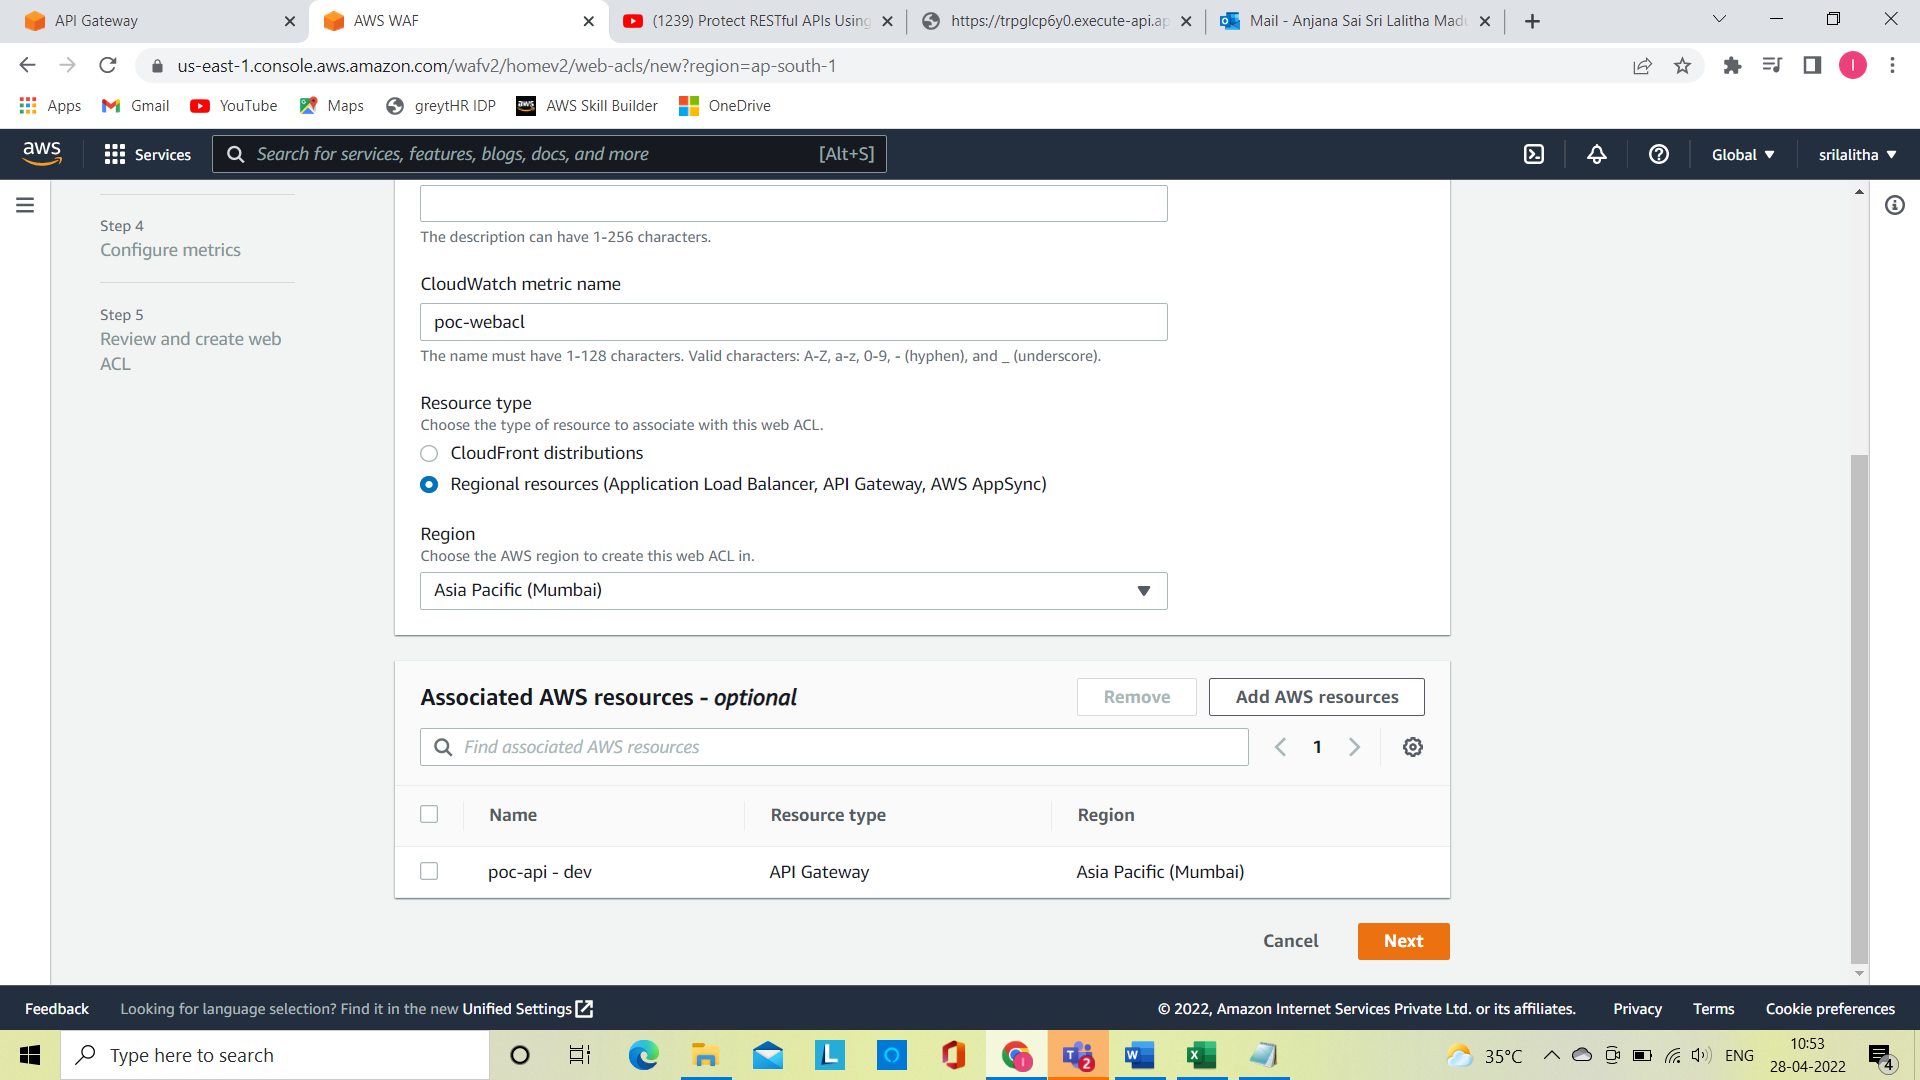 API Gateway
AWS WAF
(1239) Protect RESTful APIs Using
https://trpglcp6y0.execute-api.ap
Mail - Anjana Sai Sri Lalitha Madu
us-east-1.console.aws.amazon.com/wafv2/homev2/web-acls/new?region=ap-south-1
I
Apps
Gmail
YouTube
Maps
greytHR IDP
aws
AWS Skill Builder
OneDrive
aws
Services
Search for services, features, blogs, docs, and more
[Alt+S]
Global
srilalitha
Step 4
Configure metrics
Step 5
Review and create web
ACL
The description can have 1-256 characters.
CloudWatch metric name
poc-webacl
The name must have 1-128 characters. Valid characters: A-Z, a-z, 0-9, - (hyphen), and _ (underscore).
Resource type
Choose the type of resource to associate with this web ACL.
CloudFront distributions
Regional resources (Application Load Balancer, API Gateway, AWS AppSync)
Region
Choose the AWS region to create this web ACL in.
Asia Pacific (Mumbai)
Associated AWS resources - optional
Remove
Add AWS resources
Find associated AWS resources
1
Name
Resource type
Region
poc-api - dev
API Gateway
Asia Pacific (Mumbai)
Cancel
Next
Feedback
Looking for language selection? Find it in the new Unified Settings
© 2022, Amazon Internet Services Private Ltd. or its affiliates.
Privacy
Terms
Cookie preferences
Type here to search
L
I
T
2
W
X
35°C
ENG
10:53
28-04-2022
4